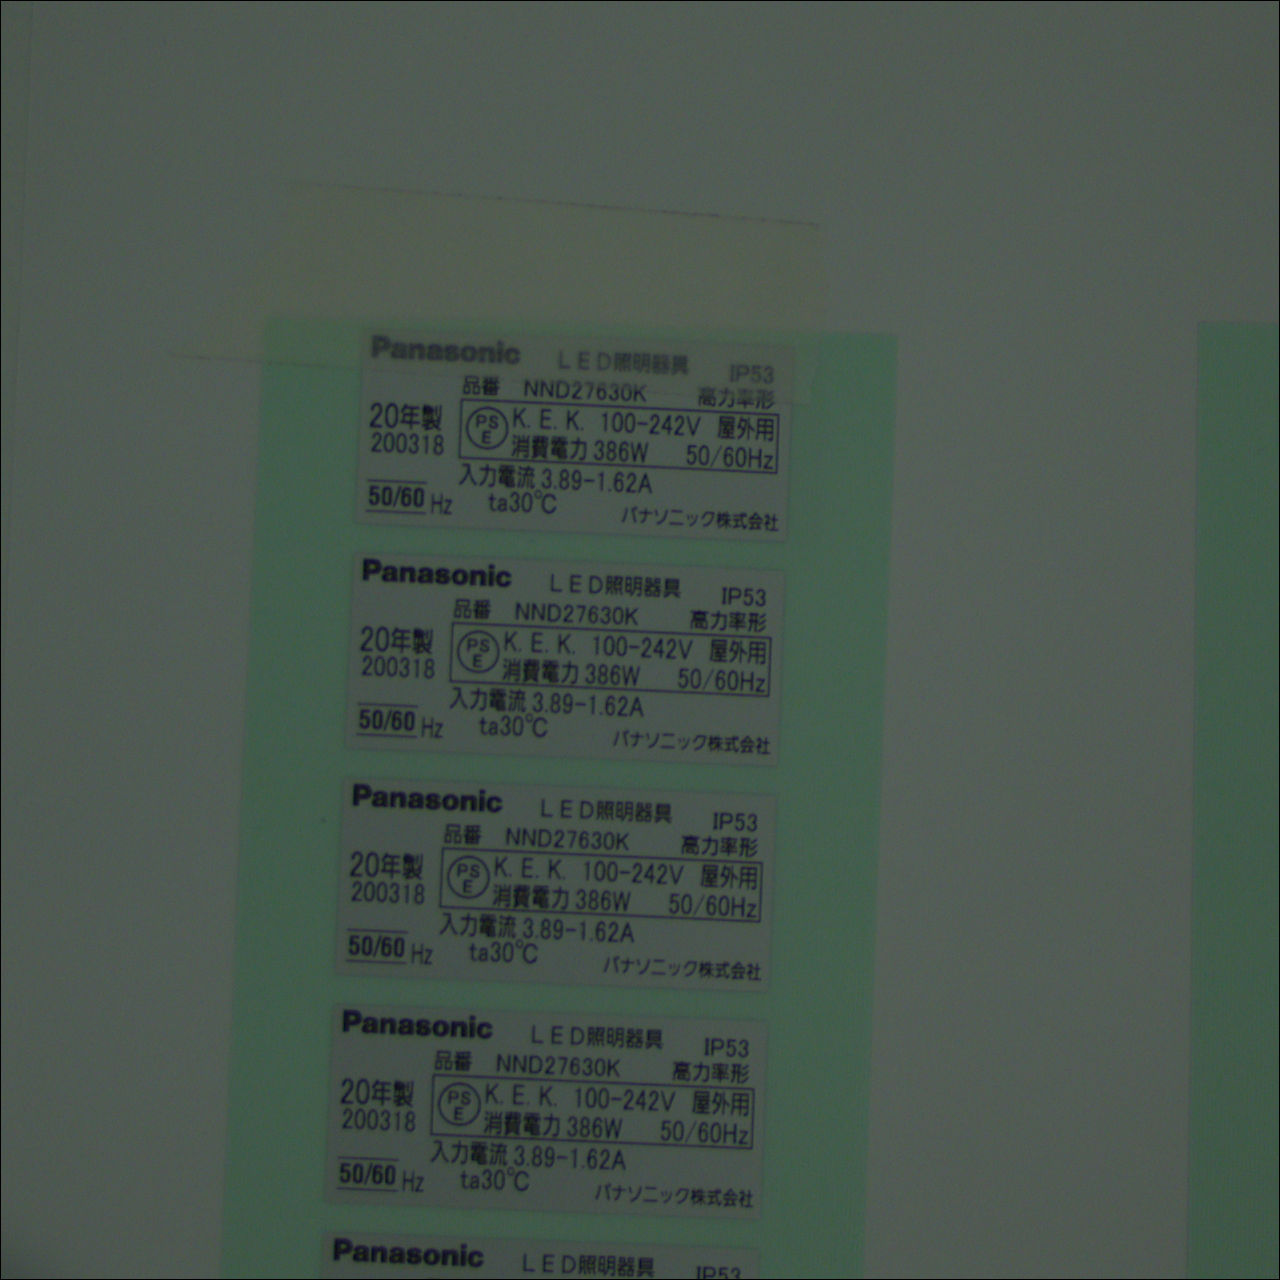 Panasonic LED照明器具 IP53
品番 NND27630K 高力率形
20年製 PSE K.E.K. 100-242V 屋外用
200318 消費電力 386W 50/60Hz
入力電流 3.89-1.62A
50/60 Hz ta30℃ パナソニック株式会社
Panasonic LED照明器具 IP53
品番 NND27630K 高力率形
20年製 PSE K.E.K. 100-242V 屋外用
200318 消費電力 386W 50/60Hz
入力電流 3.89-1.62A
50/60 Hz ta30℃ パナソニック株式会社
Panasonic LED照明器具 IP53
品番 NND27630K 高力率形
20年製 PSE K.E.K. 100-242V 屋外用
200318 消費電力 386W 50/60Hz
入力電流 3.89-1.62A
50/60 Hz ta30℃ パナソニック株式会社
Panasonic LED照明器具 IP53
品番 NND27630K 高力率形
20年製 PSE K.E.K. 100-242V 屋外用
200318 消費電力 386W 50/60Hz
入力電流 3.89-1.62A
50/60 Hz ta30℃ パナソニック株式会社
Panasonic LED照明器具 IP53